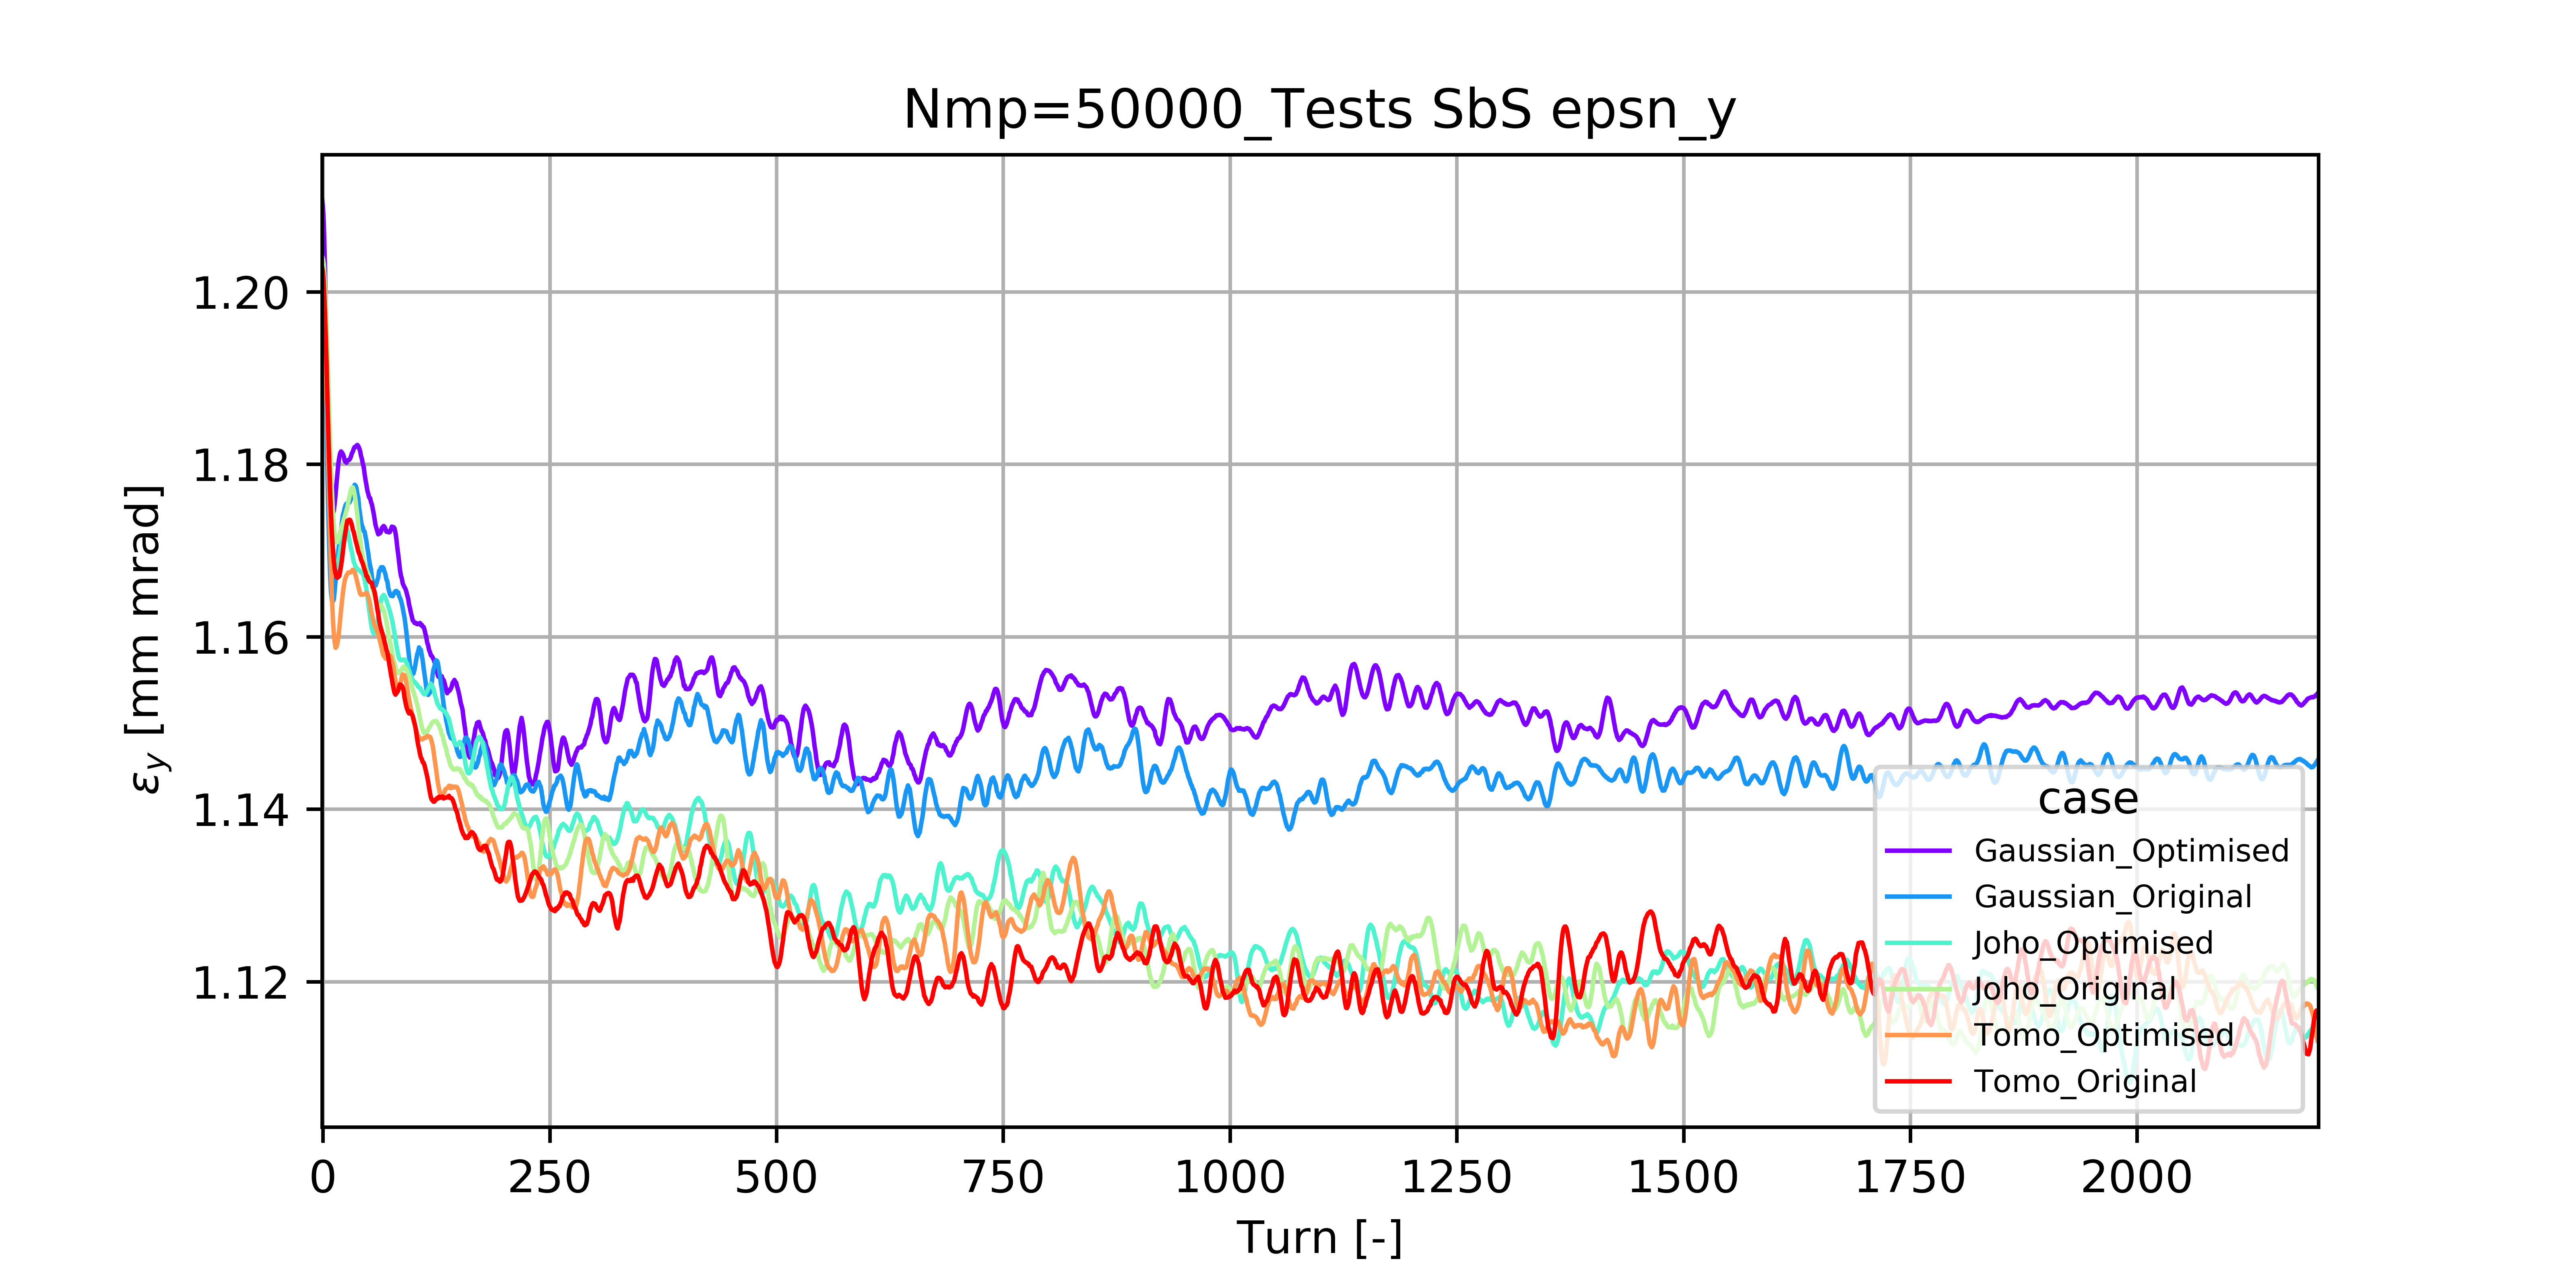 Nmp=50000_Tests SbS epsn_y
εy [mm mrad]
1.20
1.18
1.16
1.14
1.12
case
Gaussian_Optimised
Gaussian_Original
Joho_Optimised
Joho_Original
Tomo_Optimised
Tomo_Original
0 250 500 750 1000 1250 1500 1750 2000
Turn [-]